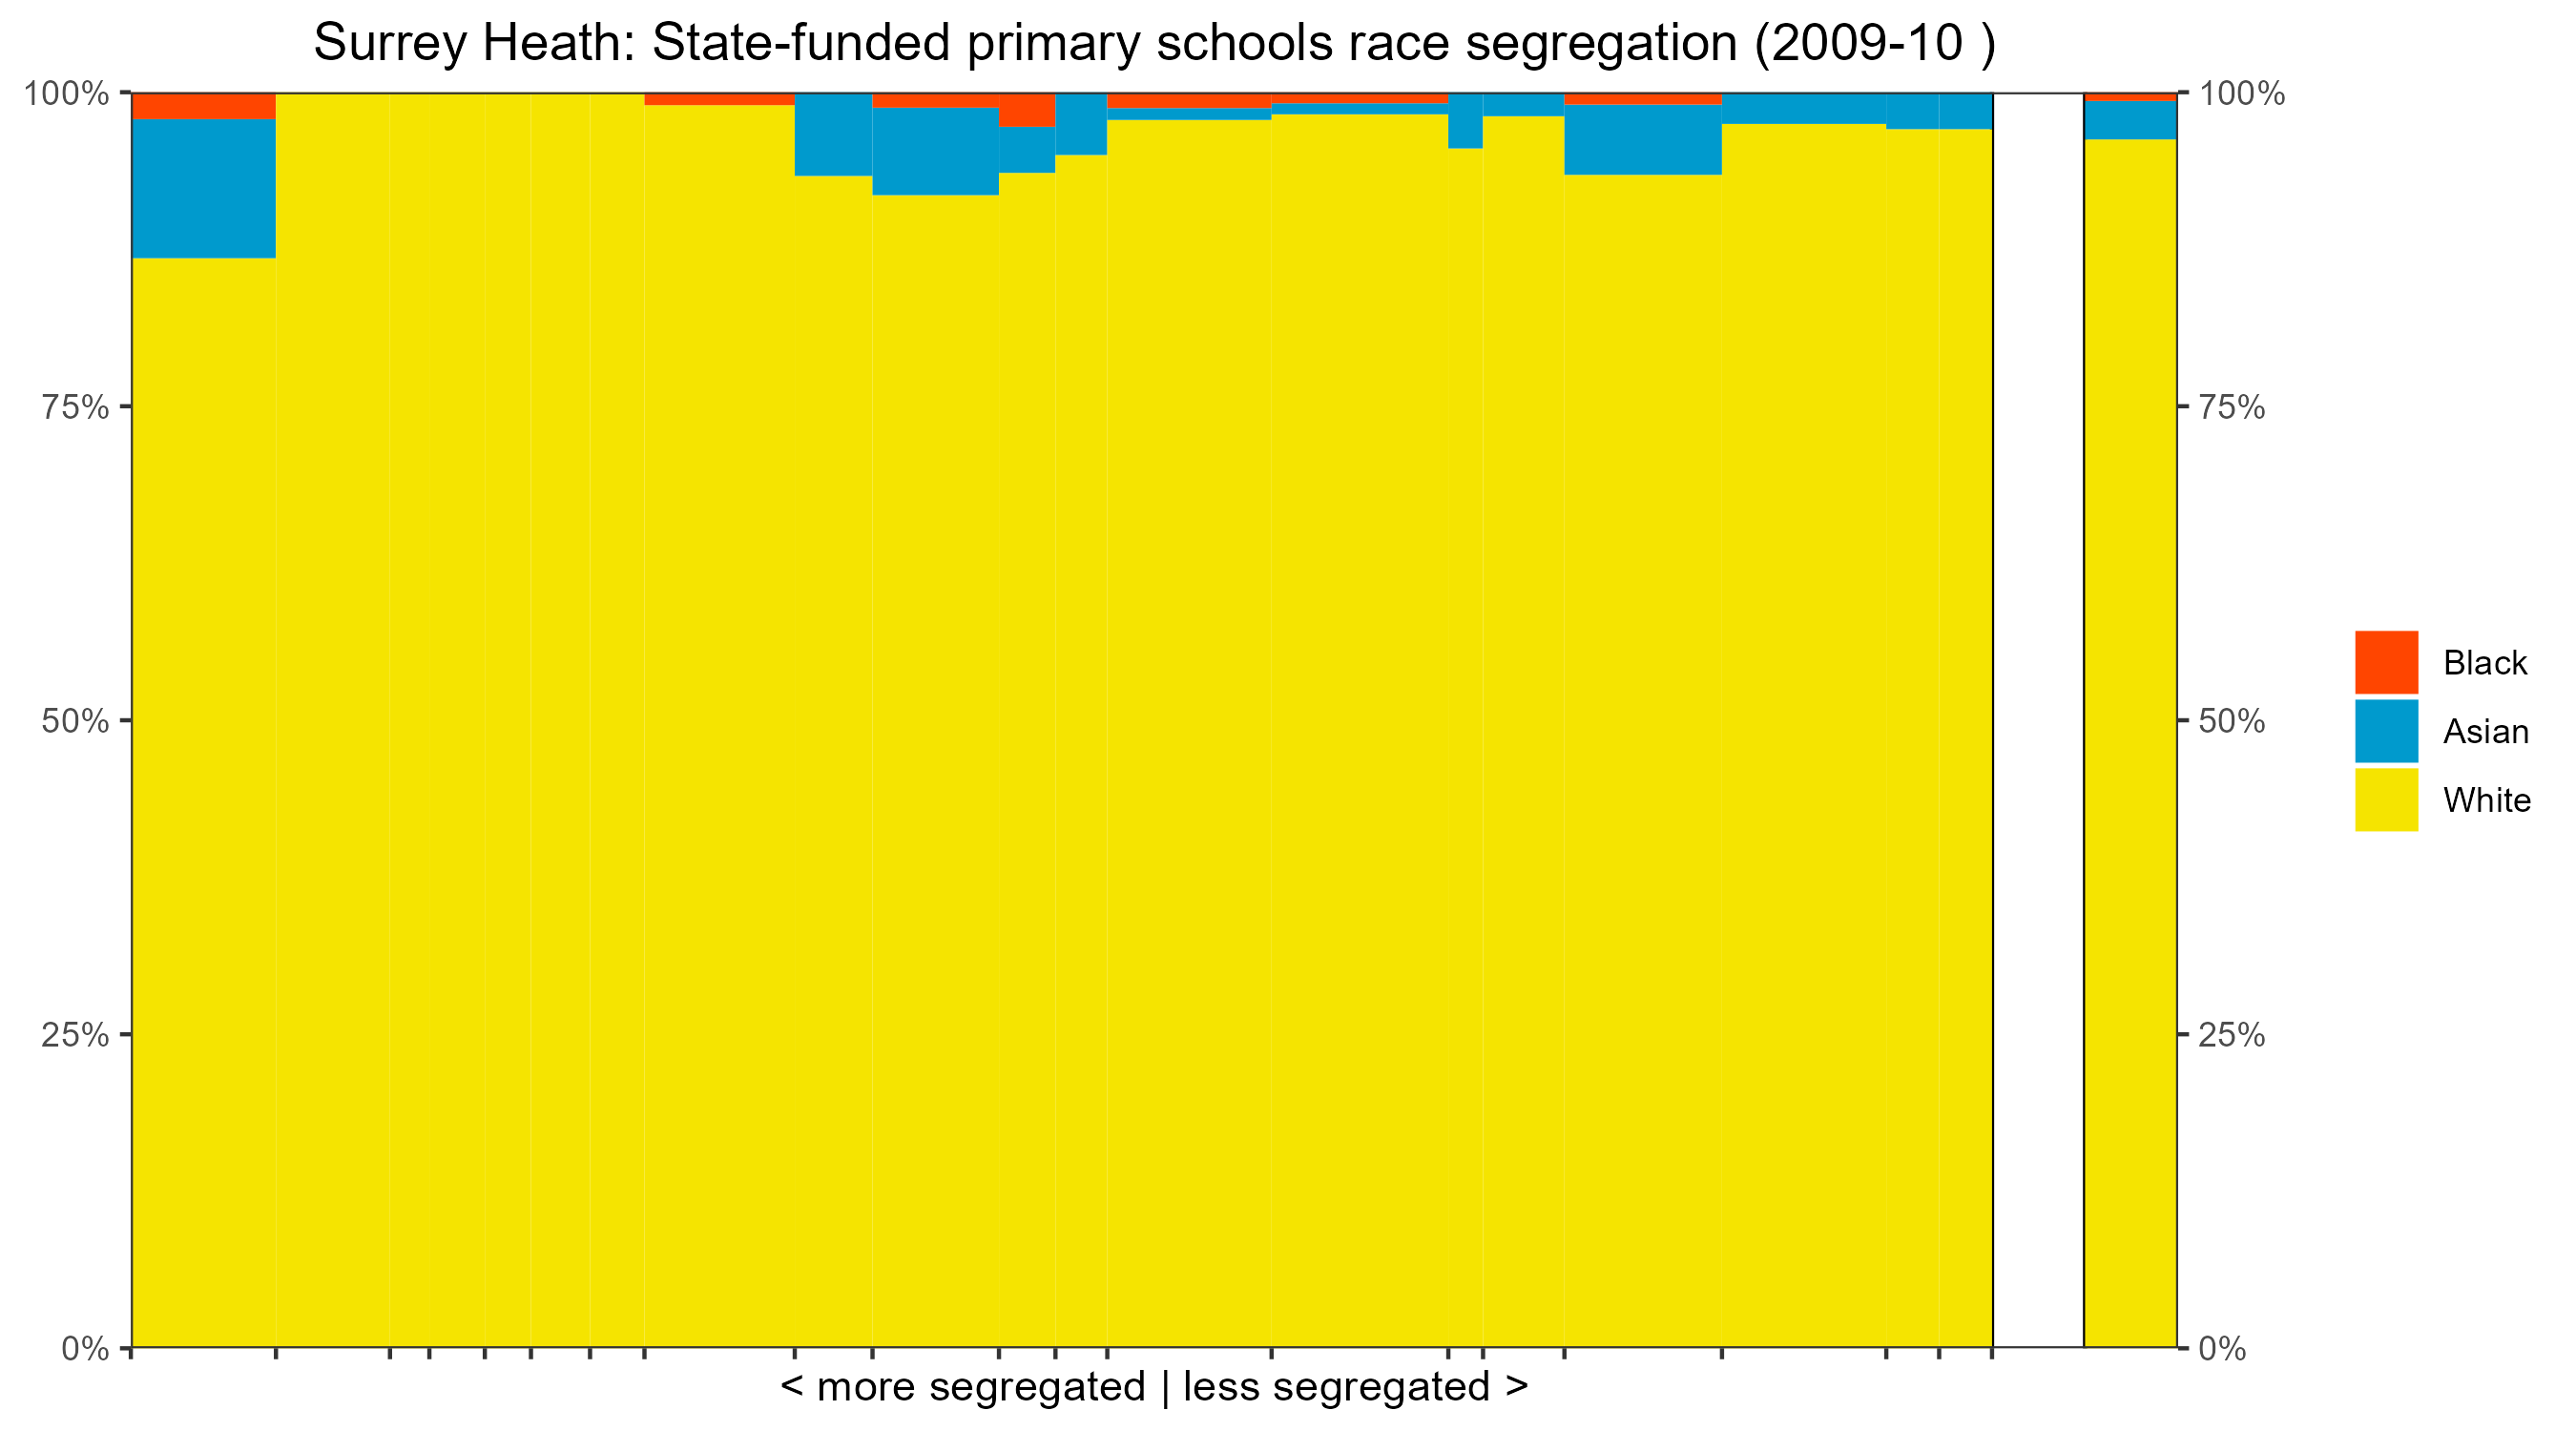 Surrey Heath: State-funded primary schools race segregation (2009-10 )
100%
75%
50%
25%
0%
100%
75%
50%
25%
0%
< more segregated | less segregated >
Black
Asian
White